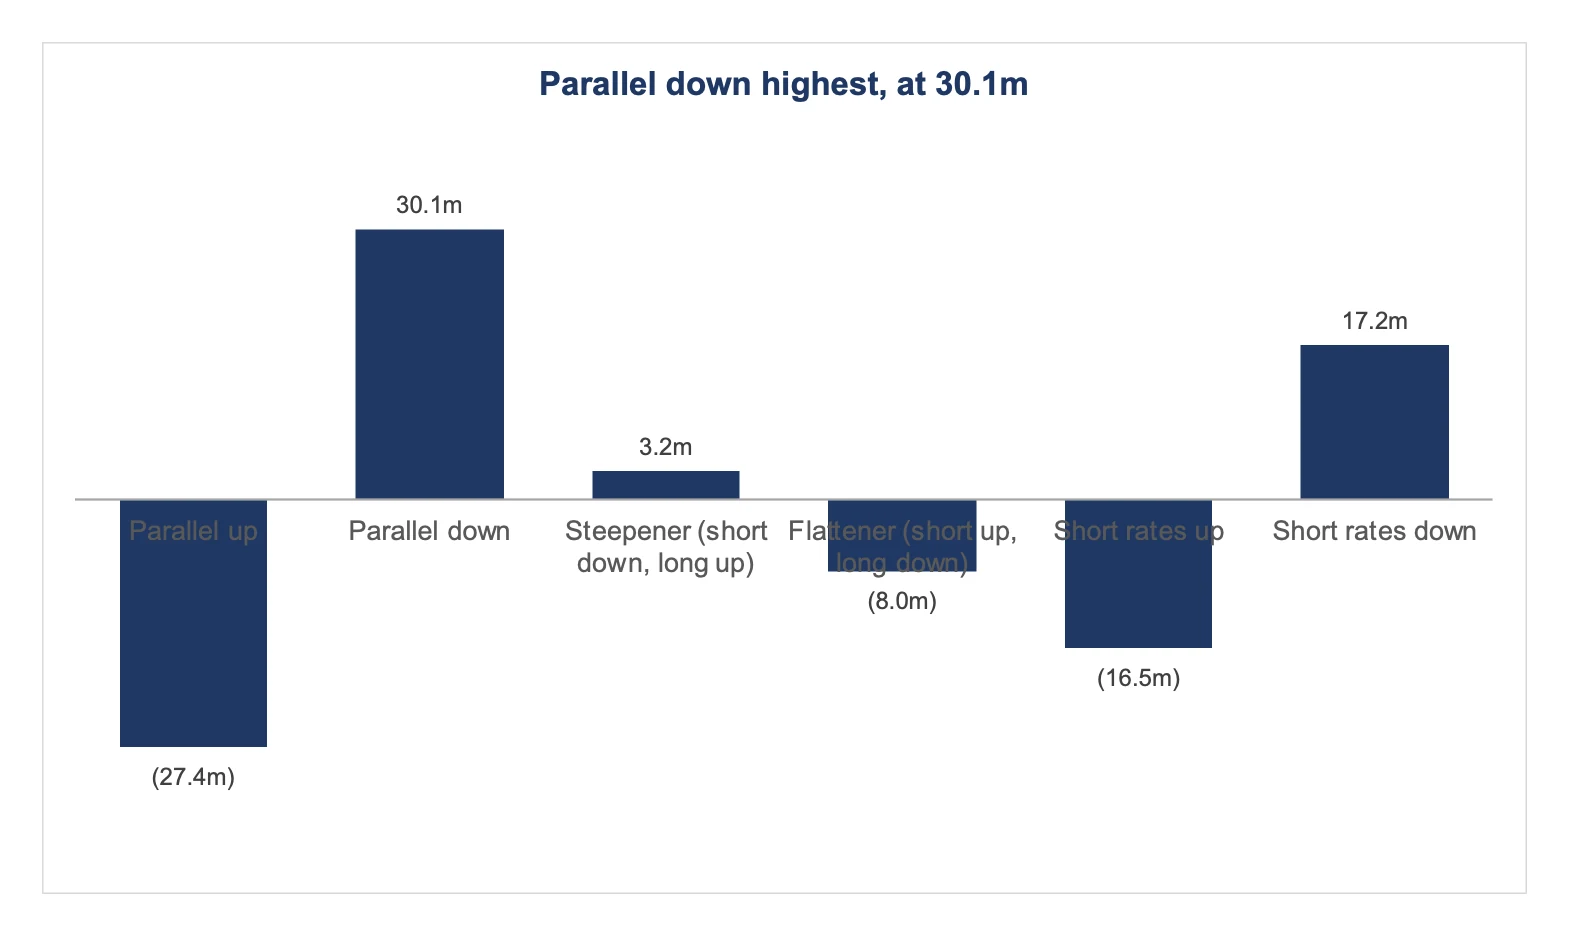 Parallel down highest, at 30.1m
30.1m
17.2m
3.2m
Parallel up
Parallel down
Steepener (short
down, long up)
Flattener (short up,
long down)
Short rates up
Short rates down
(8.0m)
(16.5m)
(27.4m)